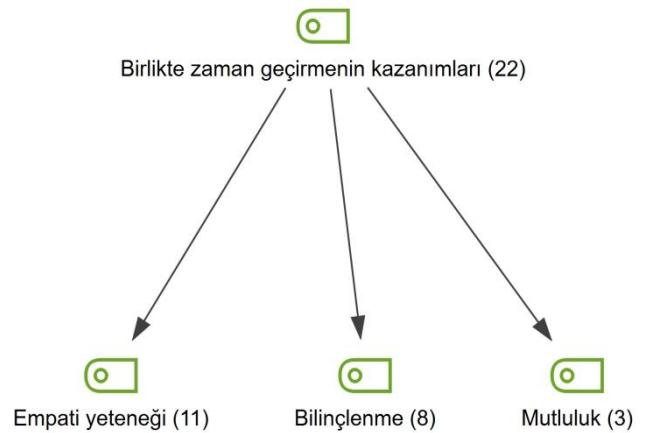 Birlikte zaman geçirmenin kazanımları (22)
Empati yeteneği (11)
Bilinçlenme (8)
Mutluluk (3)